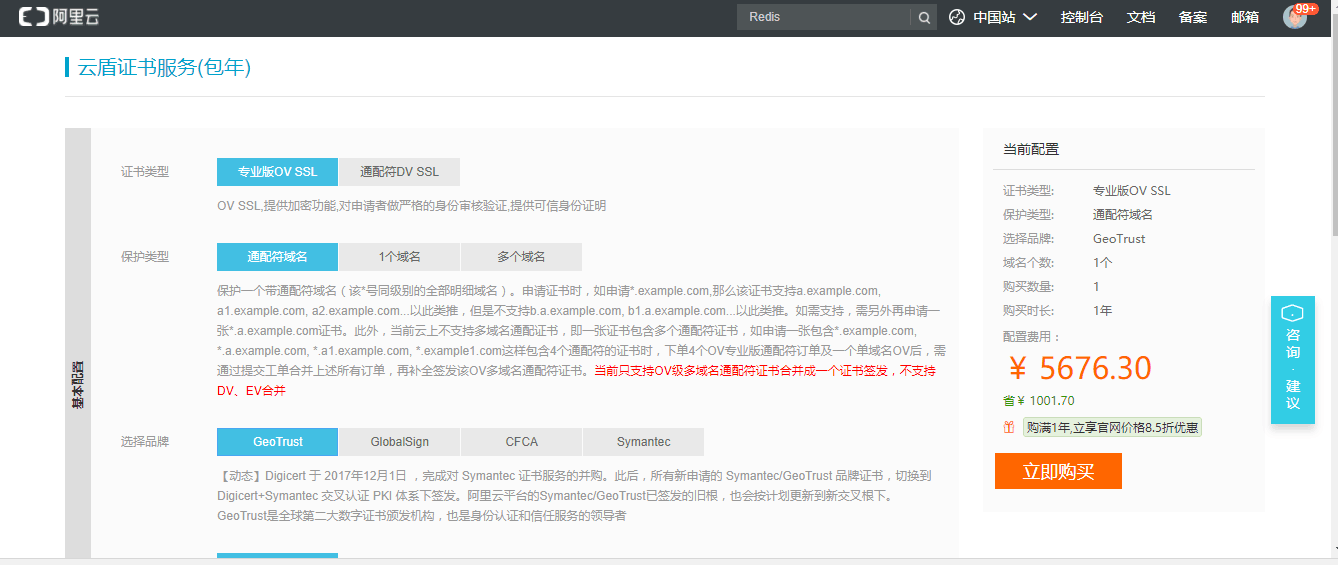 阿里云
Redis
中国站
控制台
文档
备案
邮箱
99+
云盾证书服务(包年)
基本配置
证书类型
专业版OV SSL
通配符DV SSL
OV SSL,提供加密功能,对申请者做严格的身份审核验证,提供可信身份证明
保护类型
通配符域名
1个域名
多个域名
保护一个带通配符域名（该*号同级别的全部明细域名）。申请证书时，如申请*.example.com,那么该证书支持a.example.com,
a1.example.com, a2.example.com...以此类推，但是不支持b.a.example.com, b1.a.example.com...以此类推。如需支持，需另外再申请一
张*.a.example.com证书。此外，当前云上不支持多域名通配证书，即一张证书包含多个通配符证书，如申请一张包含*.example.com,
*.a.example.com, *.a1.example.com, *.example1.com这样包含4个通配符的证书时，下单4个OV专业版通配符订单及一个单域名OV后，需
通过提交工单合并上述所有订单，再补全签发该OV多域名通配符证书。当前只支持OV级多域名通配符证书合并成一个证书签发，不支持
DV、EV合并
选择品牌
GeoTrust
GlobalSign
CFCA
Symantec
【动态】Digicert 于 2017年12月1日 ，完成对 Symantec 证书服务的并购。此后，所有新申请的 Symantec/GeoTrust 品牌证书，切换到
Digicert+Symantec 交叉认证 PKI 体系下签发。阿里云平台的Symantec/GeoTrust已签发的旧根，也会按计划更新到新交叉根下。
GeoTrust是全球第二大数字证书颁发机构，也是身份认证和信任服务的领导者
当前配置
证书类型: 专业版OV SSL
保护类型: 通配符域名
选择品牌: GeoTrust
域名个数: 1个
购买数量: 1
购买时长: 1年
配置费用：
¥ 5676.30
省¥ 1001.70
购满1年,立享官网价格8.5折优惠
立即购买
咨询·建议